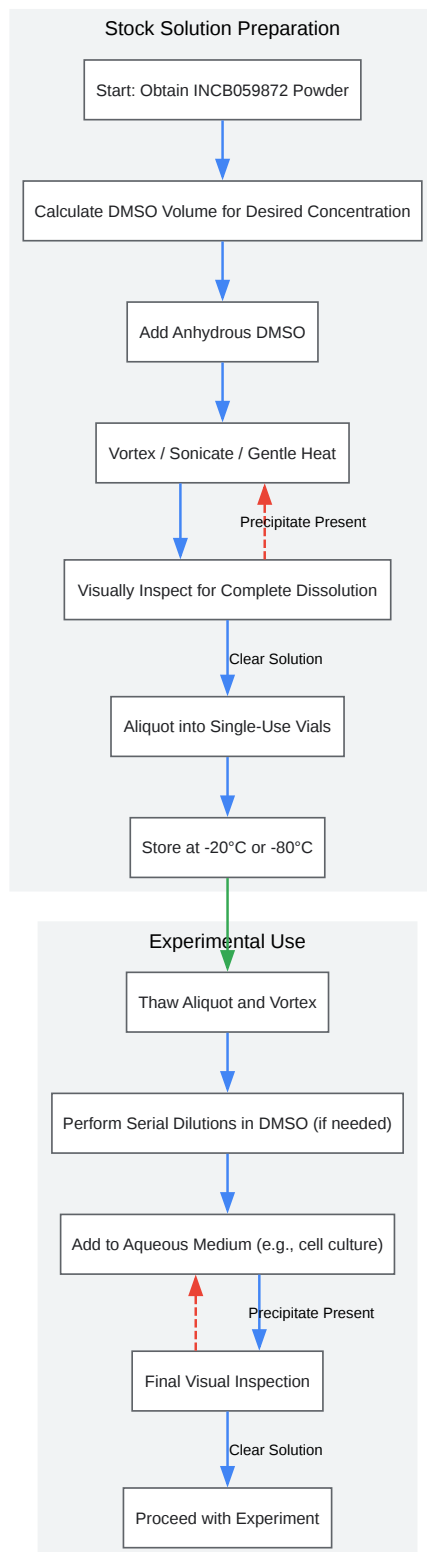 Stock Solution Preparation
Start: Obtain INCB059872 Powder
Calculate DMSO Volume for Desired Concentration
Add Anhydrous DMSO
Vortex / Sonicate / Gentle Heat
Precipitate Present
Visually Inspect for Complete Dissolution
Clear Solution
Aliquot into Single-Use Vials
Store at -20°C or -80°C
Experimental Use
Thaw Aliquot and Vortex
Perform Serial Dilutions in DMSO (if needed)
Add to Aqueous Medium (e.g., cell culture)
Precipitate Present
Final Visual Inspection
Clear Solution
Proceed with Experiment